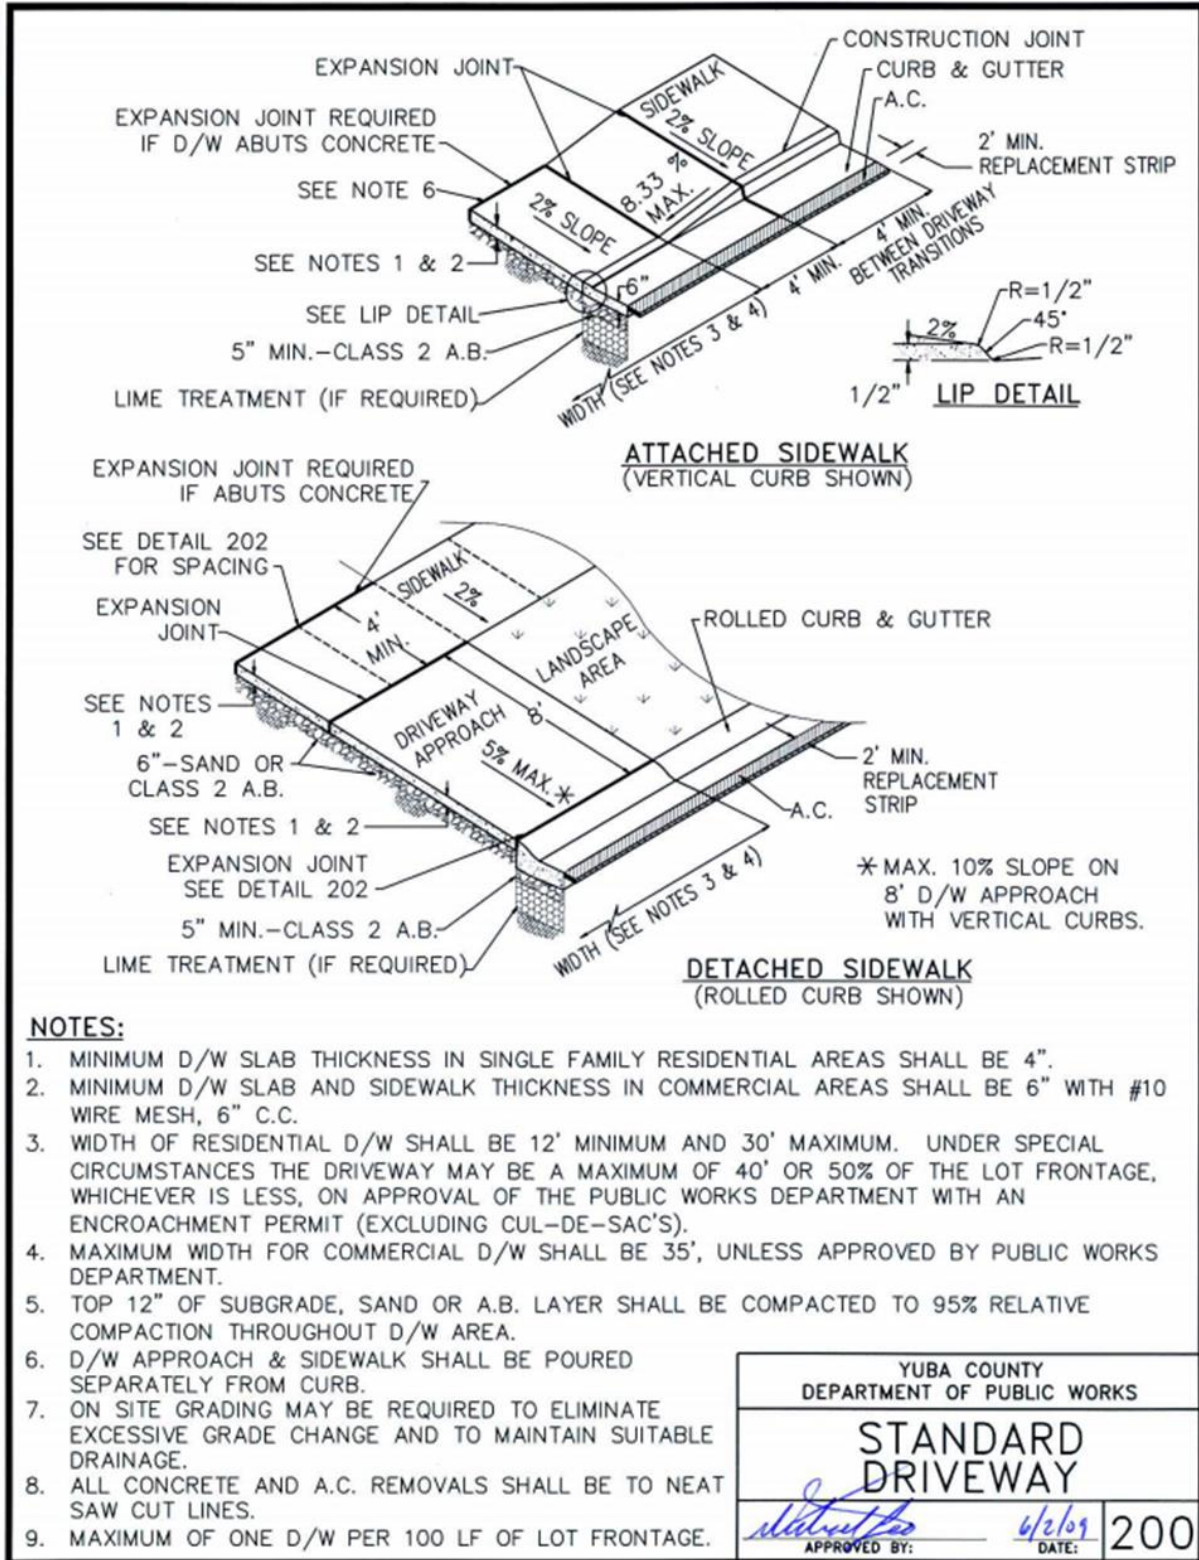 CONSTRUCTION JOINT
EXPANSION JOINT
CURB & GUTTER
A.C.
EXPANSION JOINT REQUIRED
IF D/W ABUTS CONCRETE
SIDEWALK
2% SLOPE
2' MIN.
REPLACEMENT STRIP
SEE NOTE 6
8.33 %
MAX.
2% SLOPE
4' MIN.
BETWEEN DRIVEWAY
TRANSITIONS
4' MIN.
SEE NOTES 1 & 2
6"
SEE LIP DETAIL
5" MIN.-CLASS 2 A.B.
LIME TREATMENT (IF REQUIRED)
WIDTH (SEE NOTES 3 & 4)
R=1/2"
2%
45°
R=1/2"
1/2"
LIP DETAIL
ATTACHED SIDEWALK
(VERTICAL CURB SHOWN)
EXPANSION JOINT REQUIRED
IF ABUTS CONCRETE
SEE DETAIL 202
FOR SPACING
SIDEWALK
2%
EXPANSION
JOINT
4'
MIN.
ROLLED CURB & GUTTER
LANDSCAPE
AREA
SEE NOTES
1 & 2
DRIVEWAY
APPROACH
8'
5% MAX.*
6"-SAND OR
CLASS 2 A.B.
2' MIN.
REPLACEMENT
STRIP
A.C.
SEE NOTES 1 & 2
EXPANSION JOINT
SEE DETAIL 202
5" MIN.-CLASS 2 A.B.
LIME TREATMENT (IF REQUIRED)
WIDTH (SEE NOTES 3 & 4)
* MAX. 10% SLOPE ON
8' D/W APPROACH
WITH VERTICAL CURBS.
DETACHED SIDEWALK
(ROLLED CURB SHOWN)
NOTES:
1. MINIMUM D/W SLAB THICKNESS IN SINGLE FAMILY RESIDENTIAL AREAS SHALL BE 4".
2. MINIMUM D/W SLAB AND SIDEWALK THICKNESS IN COMMERCIAL AREAS SHALL BE 6" WITH #10
WIRE MESH, 6" C.C.
3. WIDTH OF RESIDENTIAL D/W SHALL BE 12' MINIMUM AND 30' MAXIMUM. UNDER SPECIAL
CIRCUMSTANCES THE DRIVEWAY MAY BE A MAXIMUM OF 40' OR 50% OF THE LOT FRONTAGE,
WHICHEVER IS LESS, ON APPROVAL OF THE PUBLIC WORKS DEPARTMENT WITH AN
ENCROACHMENT PERMIT (EXCLUDING CUL-DE-SAC'S).
4. MAXIMUM WIDTH FOR COMMERCIAL D/W SHALL BE 35', UNLESS APPROVED BY PUBLIC WORKS
DEPARTMENT.
5. TOP 12" OF SUBGRADE, SAND OR A.B. LAYER SHALL BE COMPACTED TO 95% RELATIVE
COMPACTION THROUGHOUT D/W AREA.
6. D/W APPROACH & SIDEWALK SHALL BE POURED
SEPARATELY FROM CURB.
7. ON SITE GRADING MAY BE REQUIRED TO ELIMINATE
EXCESSIVE GRADE CHANGE AND TO MAINTAIN SUITABLE
DRAINAGE.
8. ALL CONCRETE AND A.C. REMOVALS SHALL BE TO NEAT
SAW CUT LINES.
9. MAXIMUM OF ONE D/W PER 100 LF OF LOT FRONTAGE.
YUBA COUNTY
DEPARTMENT OF PUBLIC WORKS
STANDARD
DRIVEWAY
6/2/09
APPROVED BY:
DATE:
200